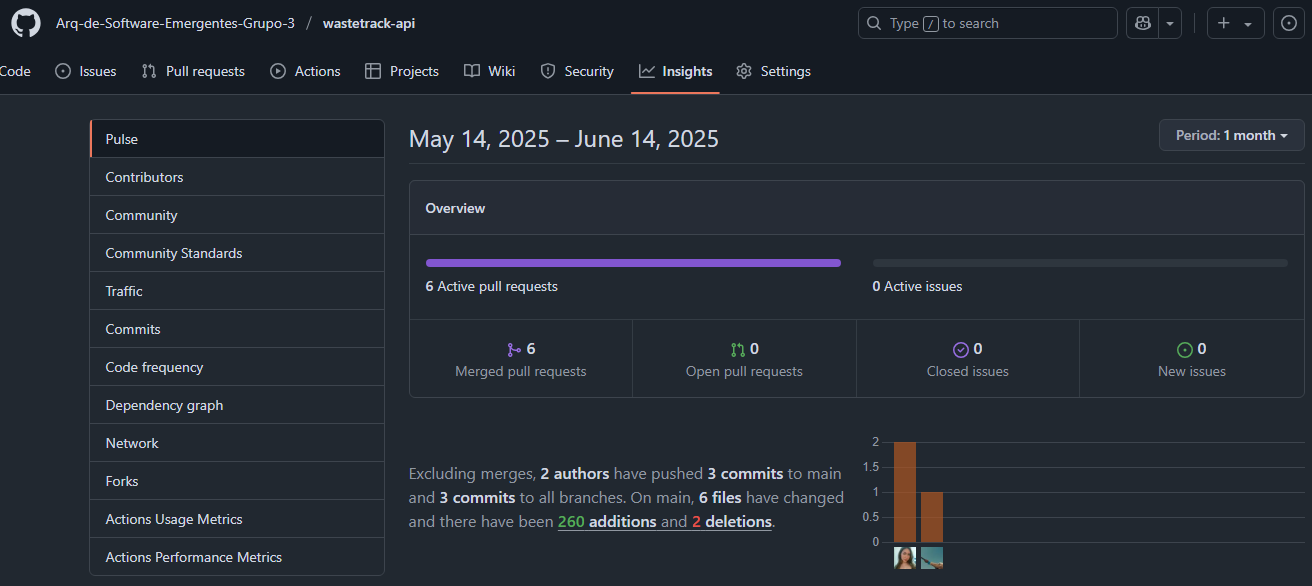 Arq-de-Software-Emergentes-Grupo-3 / wastetrack-api
Type / to search
Code Issues Pull requests Actions Projects Wiki Security Insights Settings
Pulse
Contributors
Community
Community Standards
Traffic
Commits
Code frequency
Dependency graph
Network
Forks
Actions Usage Metrics
Actions Performance Metrics
May 14, 2025 – June 14, 2025
Period: 1 month
Overview
6 Active pull requests
0 Active issues
6
Merged pull requests
0
Open pull requests
0
Closed issues
0
New issues
Excluding merges, 2 authors have pushed 3 commits to main
and 3 commits to all branches. On main, 6 files have changed
and there have been 260 additions and 2 deletions.
2
1.5
1
0.5
0